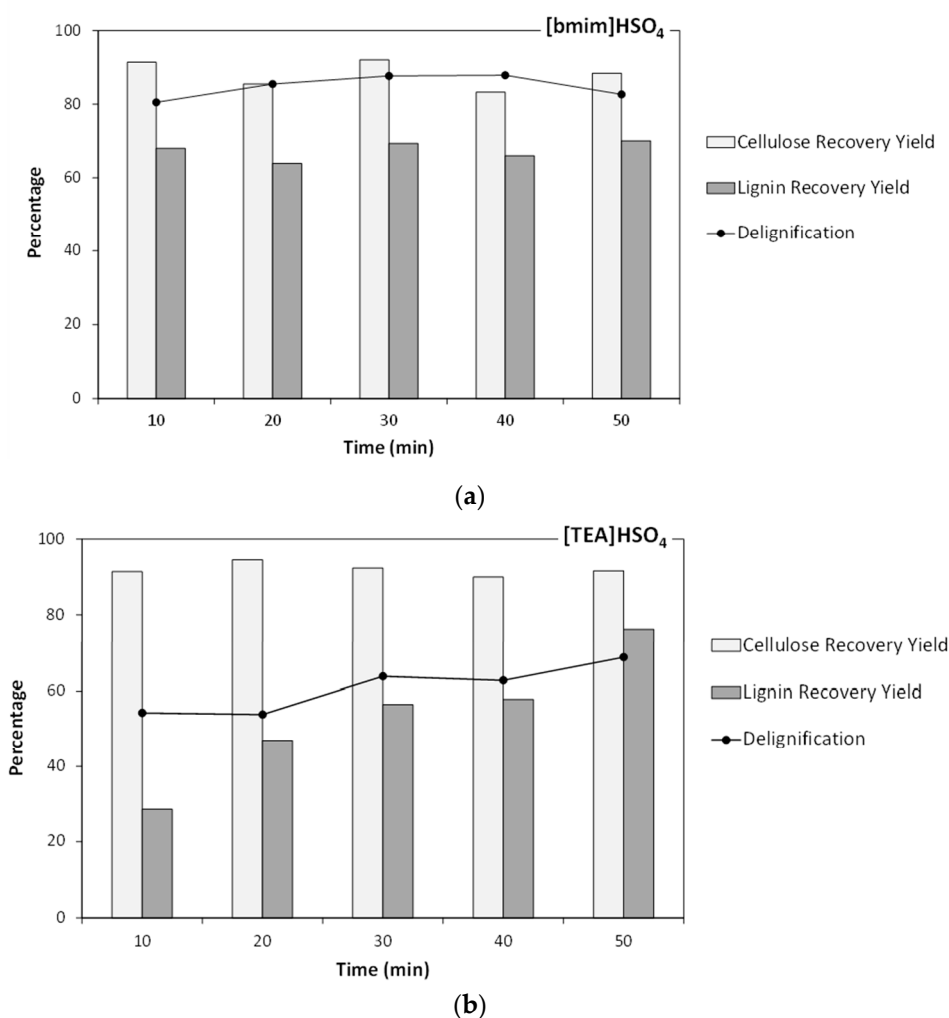 [bmim]HSO₄
100
80
60
40
20
0
Percentage
10 20 30 40 50
Time (min)
Cellulose Recovery Yield
Lignin Recovery Yield
Delignification
(a)
[TEA]HSO₄
100
80
60
40
20
0
Percentage
10 20 30 40 50
Time (min)
Cellulose Recovery Yield
Lignin Recovery Yield
Delignification
(b)